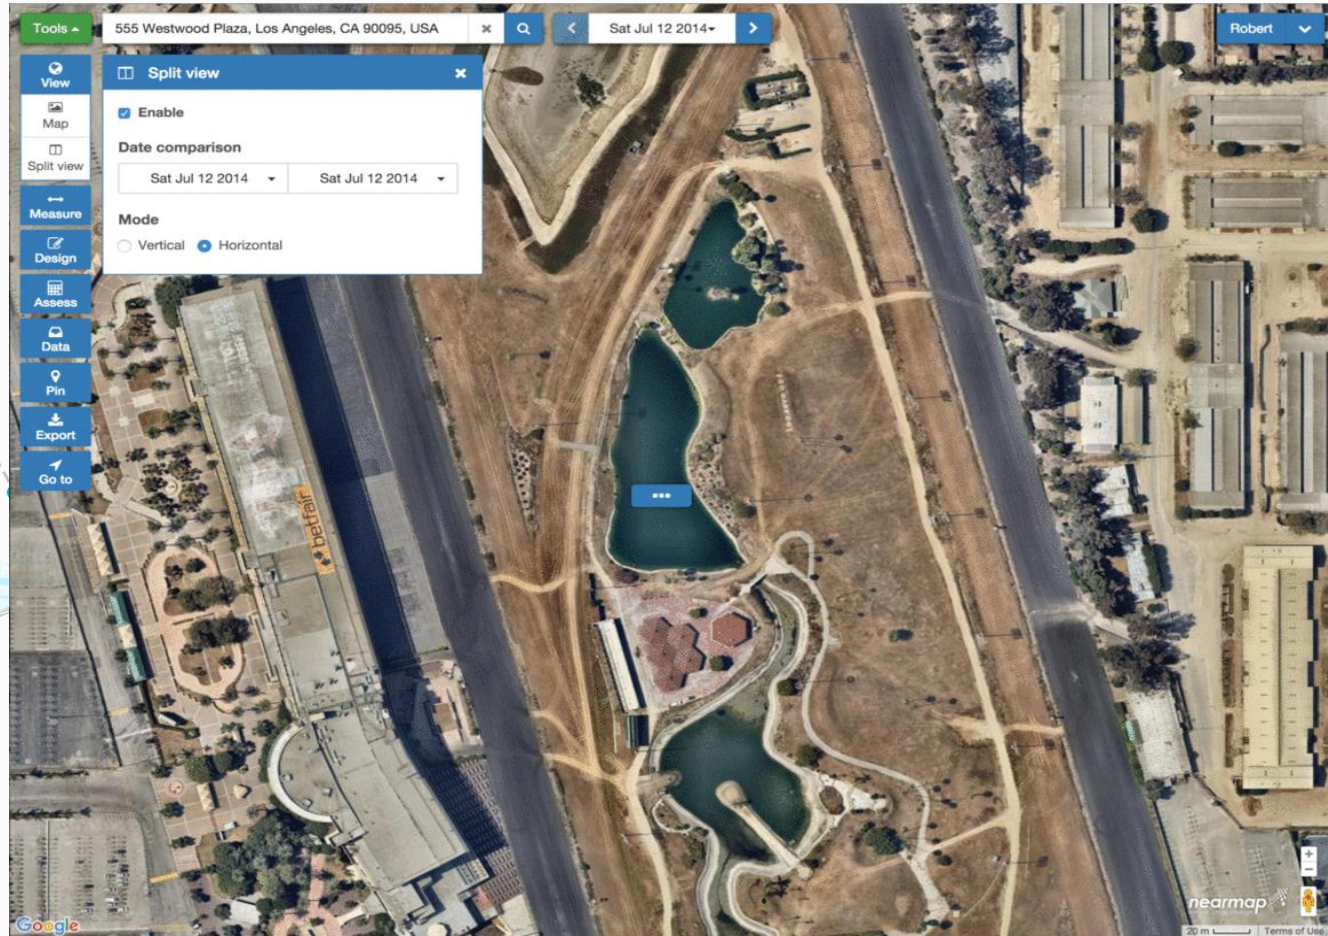 Tools
555 Westwood Plaza, Los Angeles, CA 90095, USA
Sat Jul 12 2014
Robert
View
Map
Split view
Measure
Design
Assess
Data
Pin
Export
Go to
Split view
Enable
Date comparison
Sat Jul 12 2014 Sat Jul 12 2014
Mode
Vertical Horizontal
betfair
Google
nearmap
20 m Terms of Use